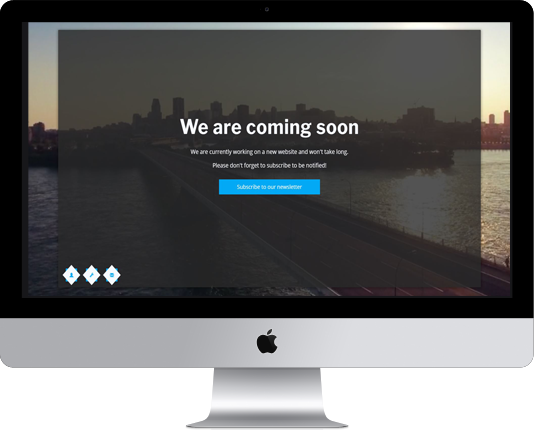 We are coming soon
We are currently working on a new website and won't take long.
Please don't forget to subscribe to be notified!
Subscribe to our newsletter